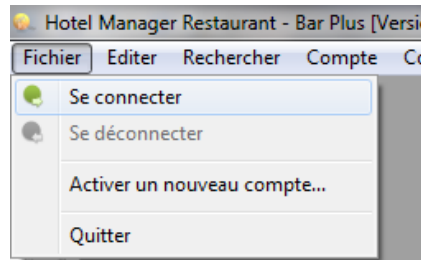 Hotel Manager Restaurant - Bar Plus [Versi
Fichier Editer Rechercher Compte Co
Se connecter
Se déconnecter
Activer un nouveau compte...
Quitter